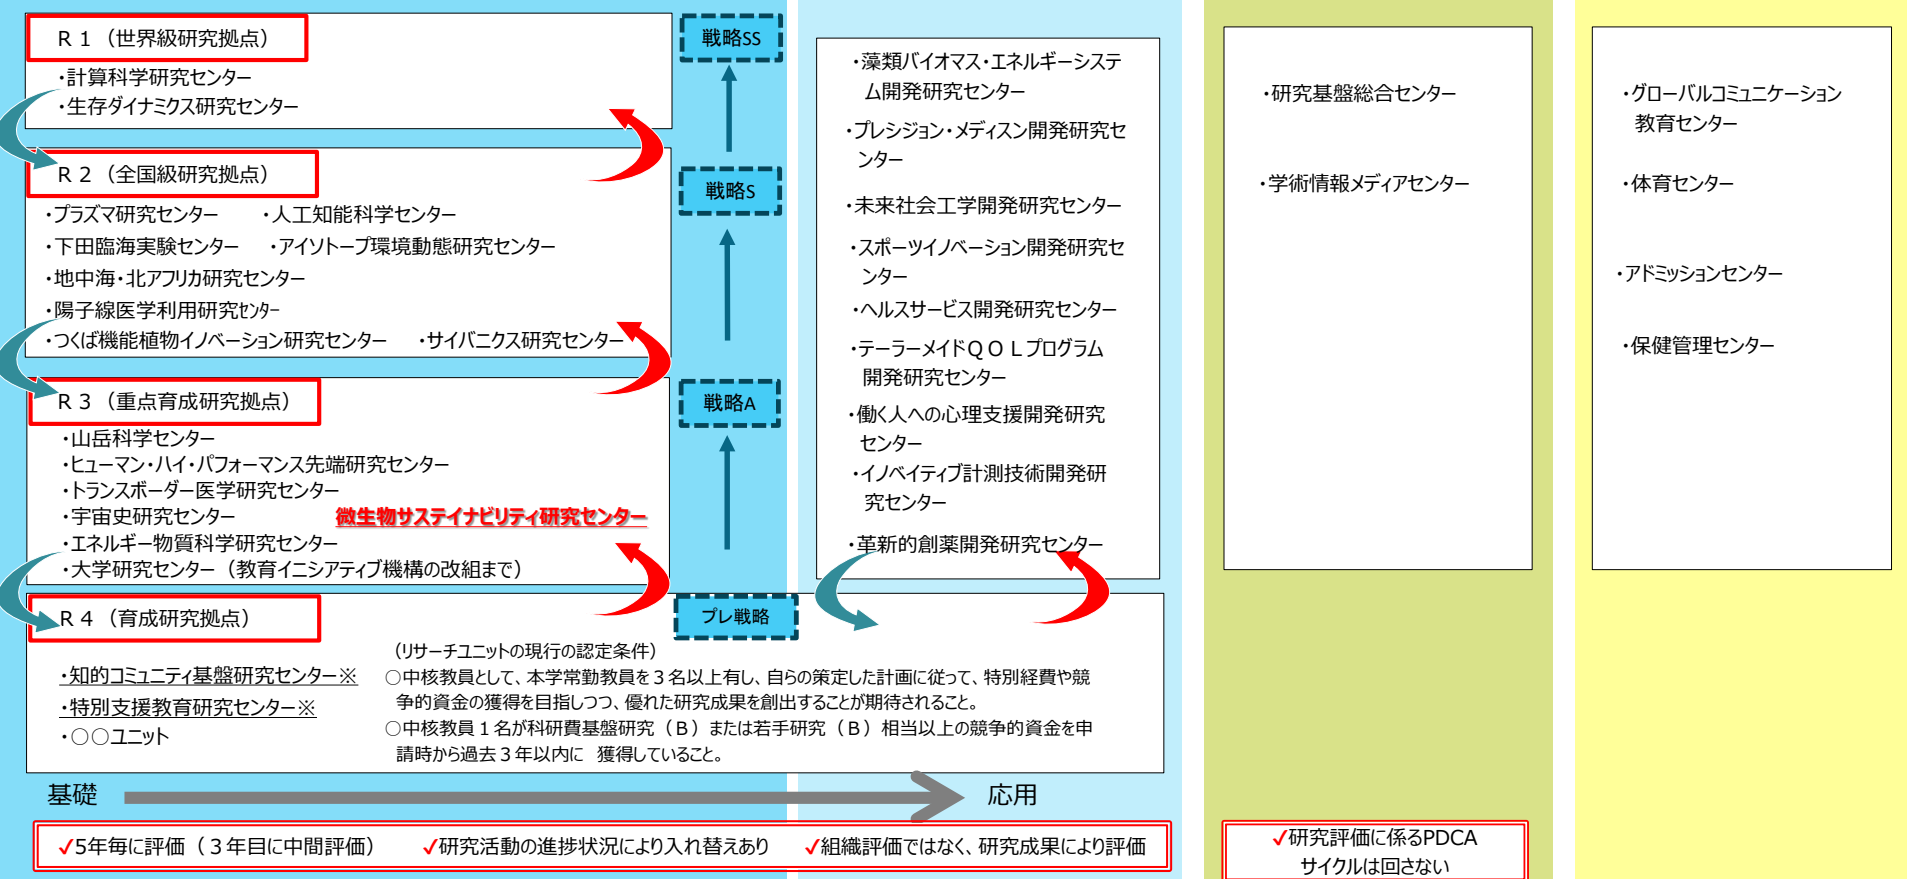 R１（世界級研究拠点）
・計算科学研究センター
・生存ダイナミクス研究センター
戦略SS
R２（全国級研究拠点）
・プラズマ研究センター　・人工知能科学センター
・下田臨海実験センター　・アイソトープ環境動態研究センター
・地中海・北アフリカ研究センター
・陽子線医学利用研究センター
・つくば機能植物イノベーション研究センター　・サイバニクス研究センター
戦略S
R３（重点育成研究拠点）
・山岳科学センター
・ヒューマン・ハイ・パフォーマンス先端研究センター
・トランスボーダー医学研究センター
・宇宙史研究センター　微生物サステイナビリティ研究センター
・エネルギー物質科学研究センター
・大学研究センター（教育イニシアティブ機構の改組まで）
戦略A
R４（育成研究拠点）
プレ戦略
・知的コミュニティ基盤研究センター※
・特別支援教育研究センター※
・○○ユニット
（リサーチユニットの現行の認定条件）
○中核教員として、本学常勤教員を３名以上有し、自らの策定した計画に従って、特別経費や競
争的資金の獲得を目指しつつ、優れた研究成果を創出することが期待されること。
○中核教員１名が科研費基盤研究（Ｂ）または若手研究（Ｂ）相当以上の競争的資金を申
請時から過去３年以内に　獲得していること。
・藻類バイオマス・エネルギーシステ
ム開発研究センター
・プレシジョン・メディスン開発研究セ
ンター
・未来社会工学開発研究センター
・スポーツイノベーション開発研究セ
ンター
・ヘルスサービス開発研究センター
・テーラーメイドＱＯＬプログラム
開発研究センター
・働く人への心理支援開発研究
センター
・イノベイティブ計測技術開発研
究センター
・革新的創薬開発研究センター
・研究基盤総合センター
・学術情報メディアセンター
・グローバルコミュニケーション
教育センター
・体育センター
・アドミッションセンター
・保健管理センター
基礎
応用
✓5年毎に評価（３年目に中間評価）　✓研究活動の進捗状況により入れ替えあり　✓組織評価ではなく、研究成果により評価
✓研究評価に係るPDCA
サイクルは回さない